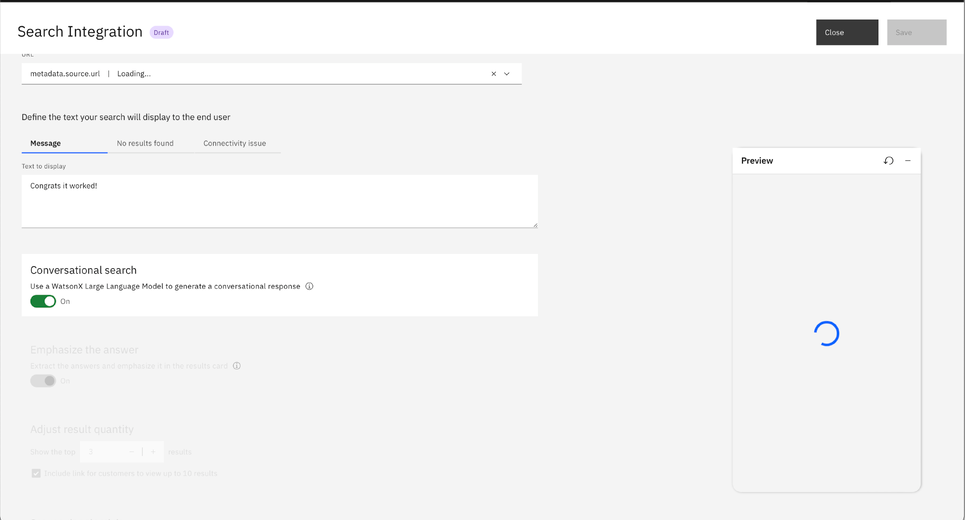 Search Integration Draft Close Save
URL
metadata.source.url | Loading...
Define the text your search will display to the end user
Message No results found Connectivity issue
Text to display
Congrats it worked!
Preview
Conversational search
Use a WatsonX Large Language Model to generate a conversational response
On
Emphasize the answer
Extract the answers and emphasize it in the results card
On
Adjust result quantity
Show the top 3 results
Include link for customers to view up to 10 results